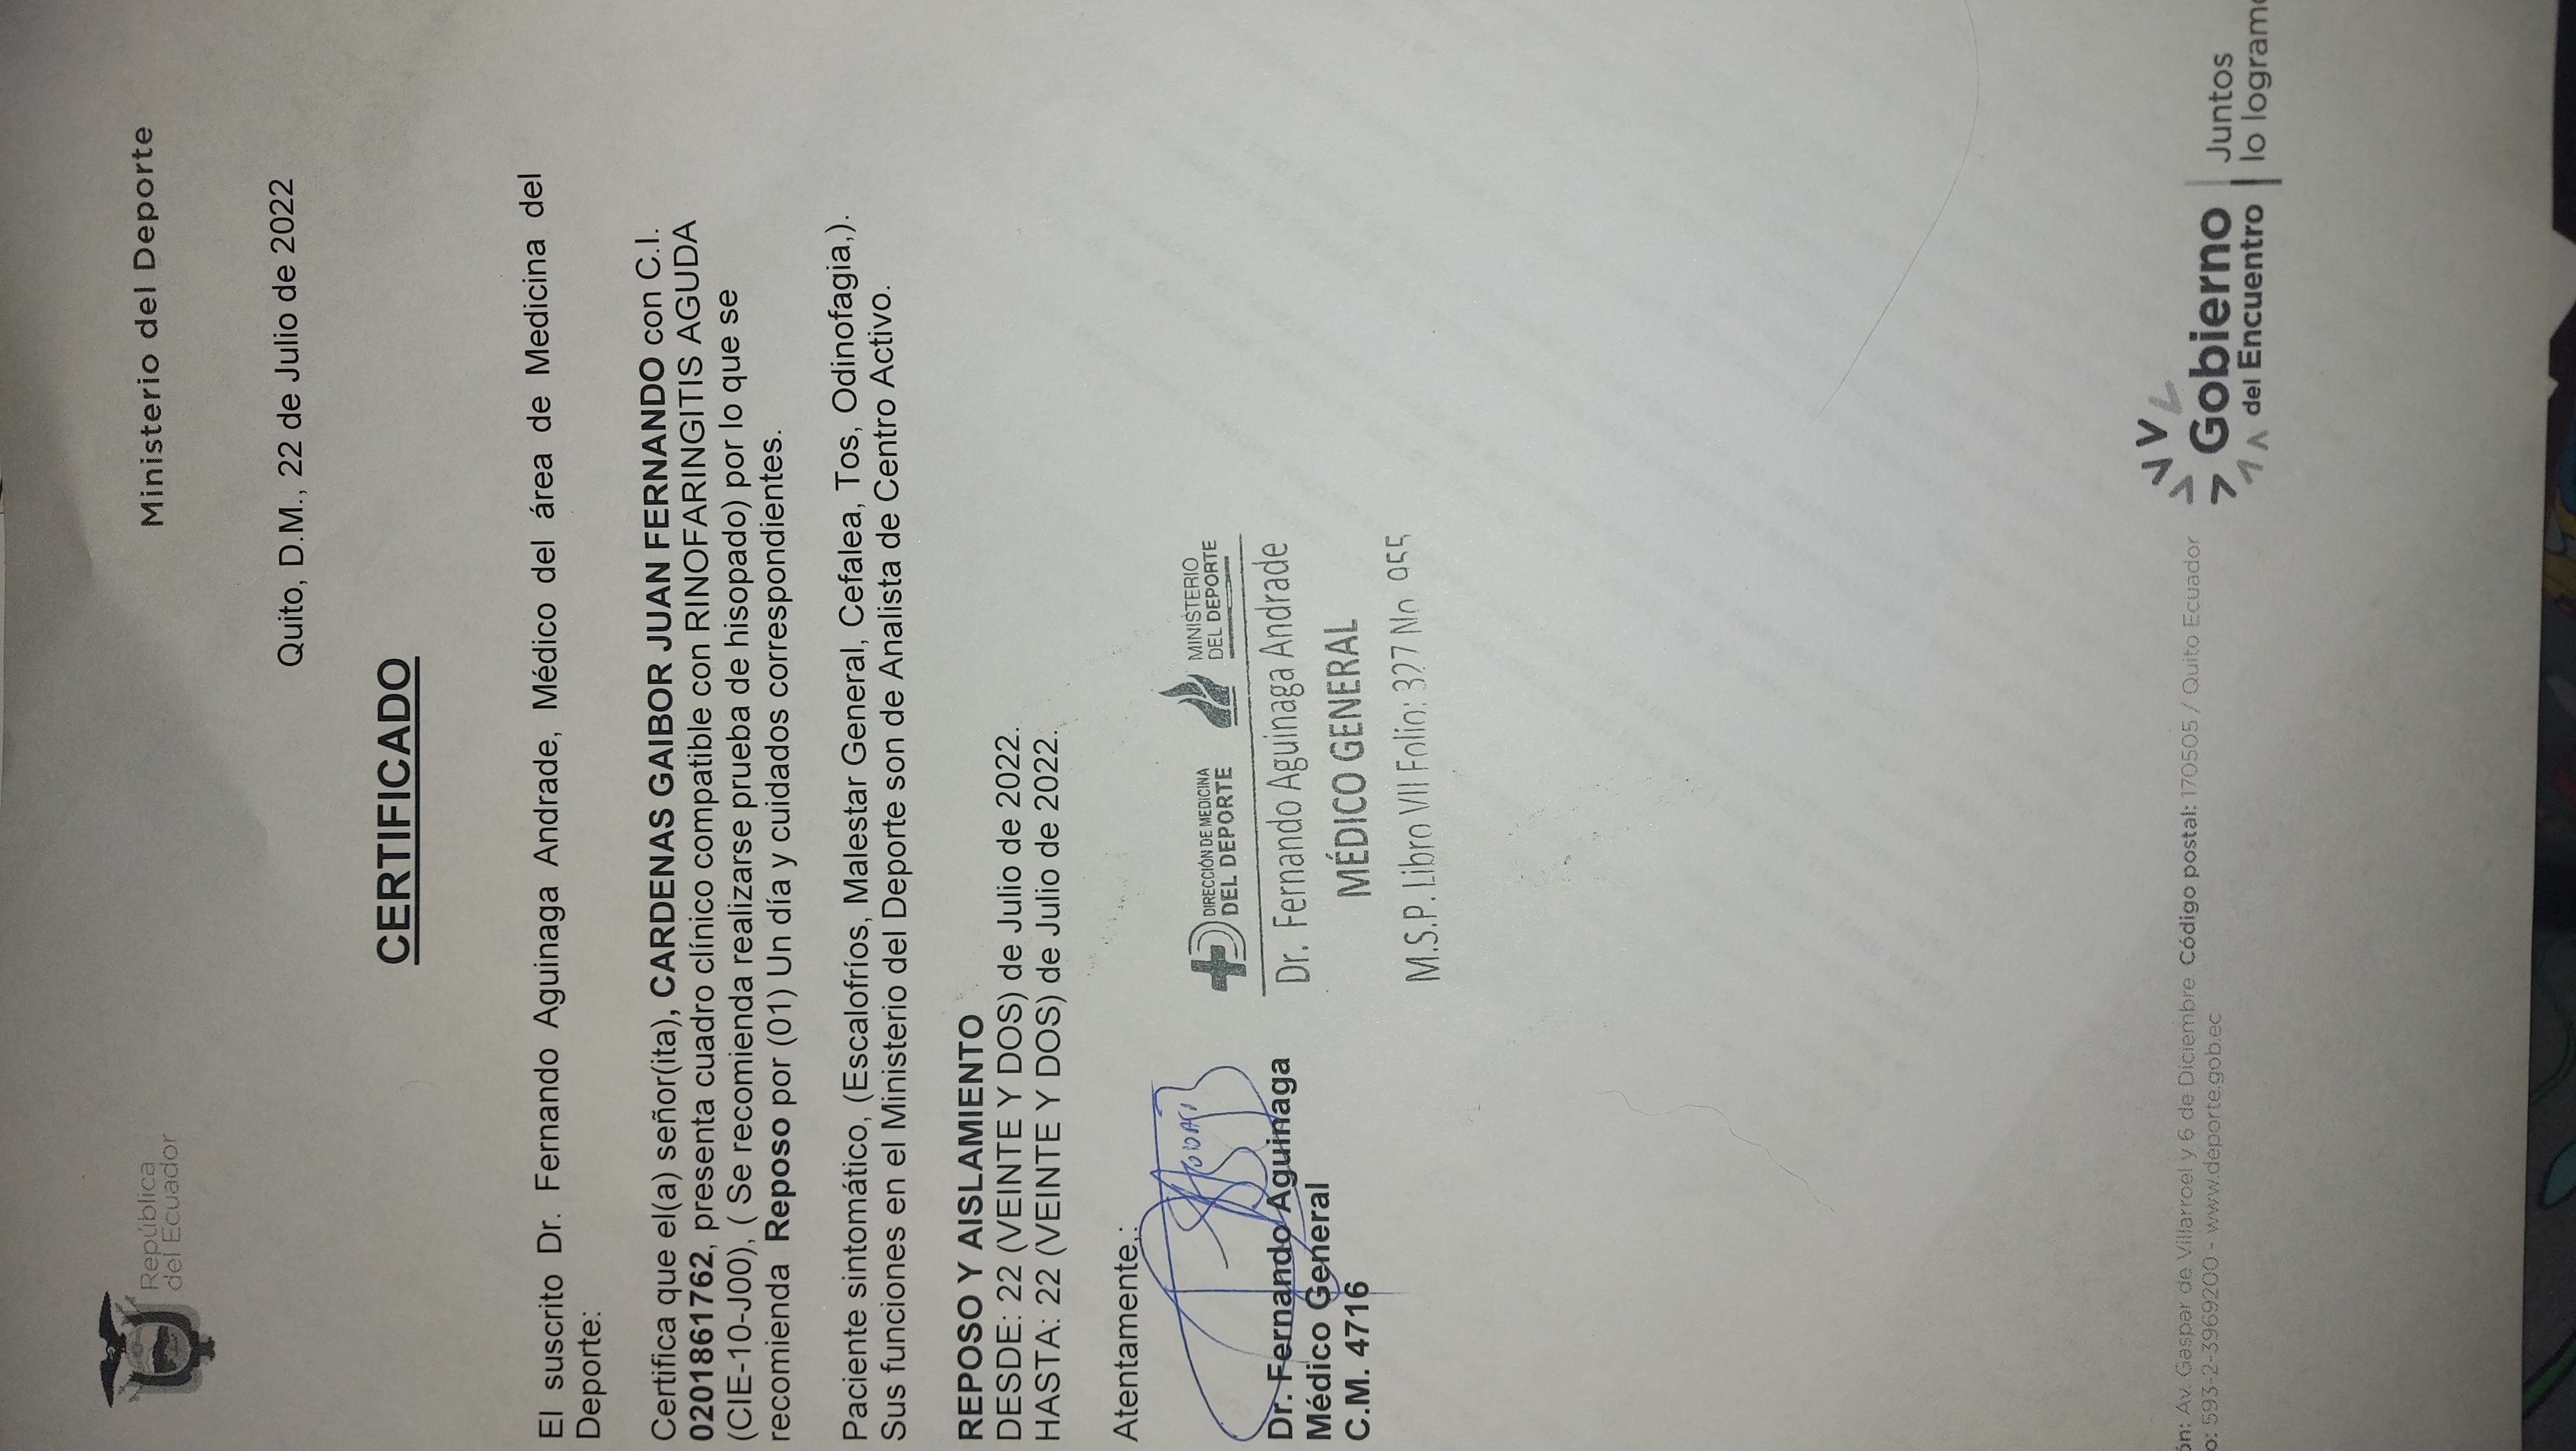 República
del Ecuador
Ministerio del Deporte
Quito, D.M., 22 de Julio de 2022
CERTIFICADO
El suscrito Dr. Fernando Aguinaga Andrade, Médico del área de Medicina del
Deporte:
Certifica que el(a) señor(ita), CARDENAS GAIBOR JUAN FERNANDO con C.I.
0201861762, presenta cuadro clínico compatible con RINOFARINGITIS AGUDA
(CIE-10-J00), ( Se recomienda realizarse prueba de hisopado) por lo que se
recomienda Reposo por (01) Un día y cuidados correspondientes.
Paciente sintomático, (Escalofríos, Malestar General, Cefalea, Tos, Odinofagia,).
Sus funciones en el Ministerio del Deporte son de Analista de Centro Activo.
REPOSO Y AISLAMIENTO
DESDE: 22 (VEINTE Y DOS) de Julio de 2022.
HASTA: 22 (VEINTE Y DOS) de Julio de 2022.
Atentamente,:
Dr. Fernando Aguinaga
Médico General
C.M. 4716
DIRECCIÓN DE MEDICINA
DEL DEPORTE
MINISTERIO
DEL DEPORTE
Dr. Fernando Aguinaga Andrade
MÉDICO GENERAL
M.S.P. Libro VII Folio: 327 No 955
ón: Av. Gaspar de Villarroel y 6 de Diciembre Código postal: 170505 / Quito Ecuador
o: 593-2-3969200 - www.deporte.gob.ec
Gobierno
del Encuentro
Juntos
lo logramo